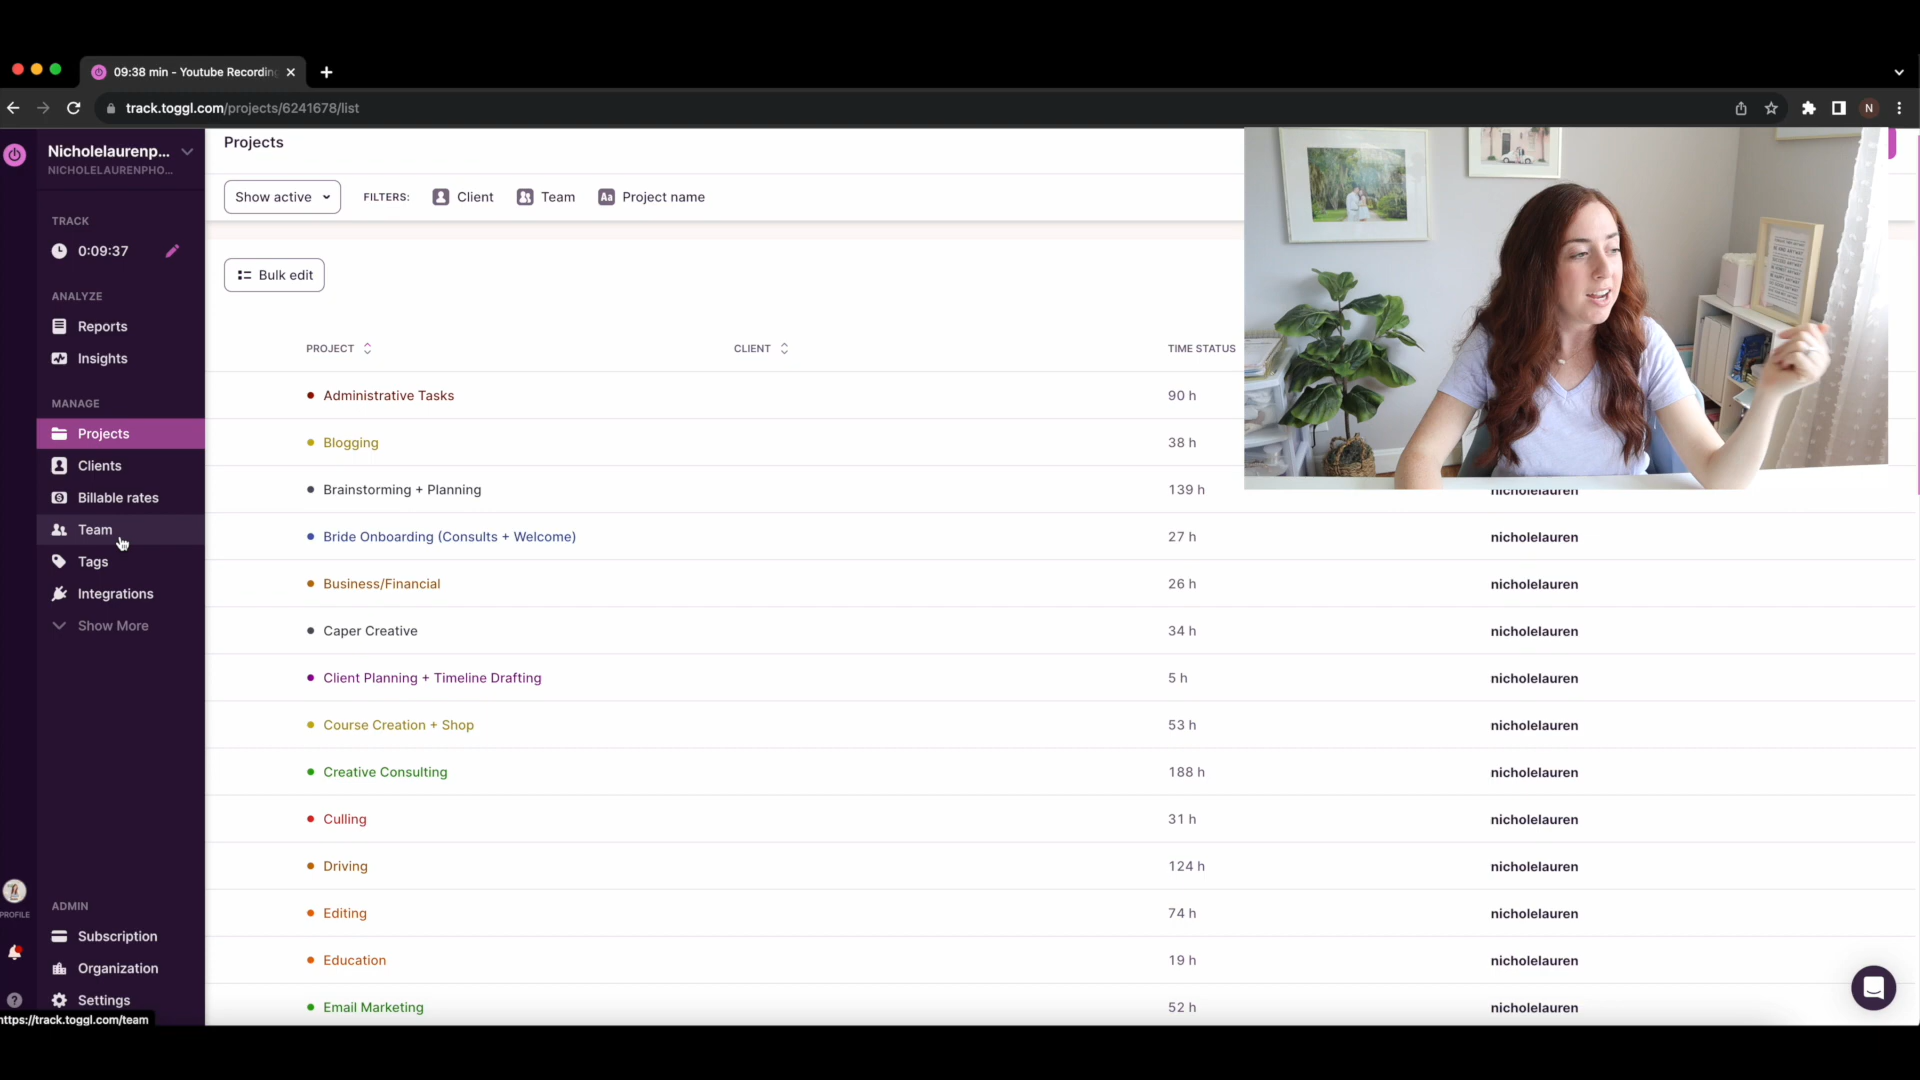 09:38 min - Youtube Recordin
track.toggl.com/projects/6241678/list
N
Nicholelaurenp...
NICHOLELAURENPHO...
TRACK
0:09:37
ANALYZE
Reports
Insights
MANAGE
Projects
Clients
Billable rates
Team
Tags
Integrations
Show More
PROFILE
ADMIN
Subscription
Organization
Settings
https://track.toggl.com/team
Projects
Show active
FILTERS:
Client
Team
Aa Project name
Bulk edit
PROJECT CLIENT TIME STATUS
Administrative Tasks 90 h
Blogging 38 h
Brainstorming + Planning 139 h nicholelauren
Bride Onboarding (Consults + Welcome) 27 h nicholelauren
Business/Financial 26 h nicholelauren
Caper Creative 34 h nicholelauren
Client Planning + Timeline Drafting 5 h nicholelauren
Course Creation + Shop 53 h nicholelauren
Creative Consulting 188 h nicholelauren
Culling 31 h nicholelauren
Driving 124 h nicholelauren
Editing 74 h nicholelauren
Education 19 h nicholelauren
Email Marketing 52 h nicholelauren